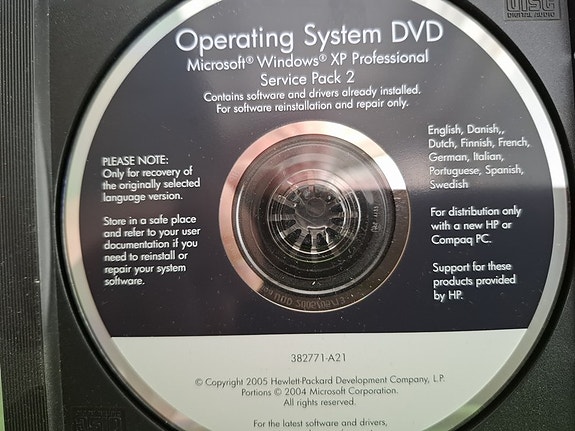 DISC
DIGITAL AUDIO
Operating System DVD
Microsoft® Windows® XP Professional
Service Pack 2
Contains software and drivers already installed.
For software reinstallation and repair only.
PLEASE NOTE:
Only for recovery of
the originally selected
language version.
Store in a safe place
and refer to your user
documentation if you
need to reinstall or
repair your system
software.
English, Danish,,
Dutch, Finnish, French,
German, Italian,
Portuguese, Spanish,
Swedish
For distribution only
with a new HP or
Compaq PC.
Support for these
products provided
by HP.
382771-A21
© Copyright 2005 Hewlett-Packard Development Company, L.P.
Portions © 2004 Microsoft Corporation.
All rights reserved.
For the latest software and drivers,